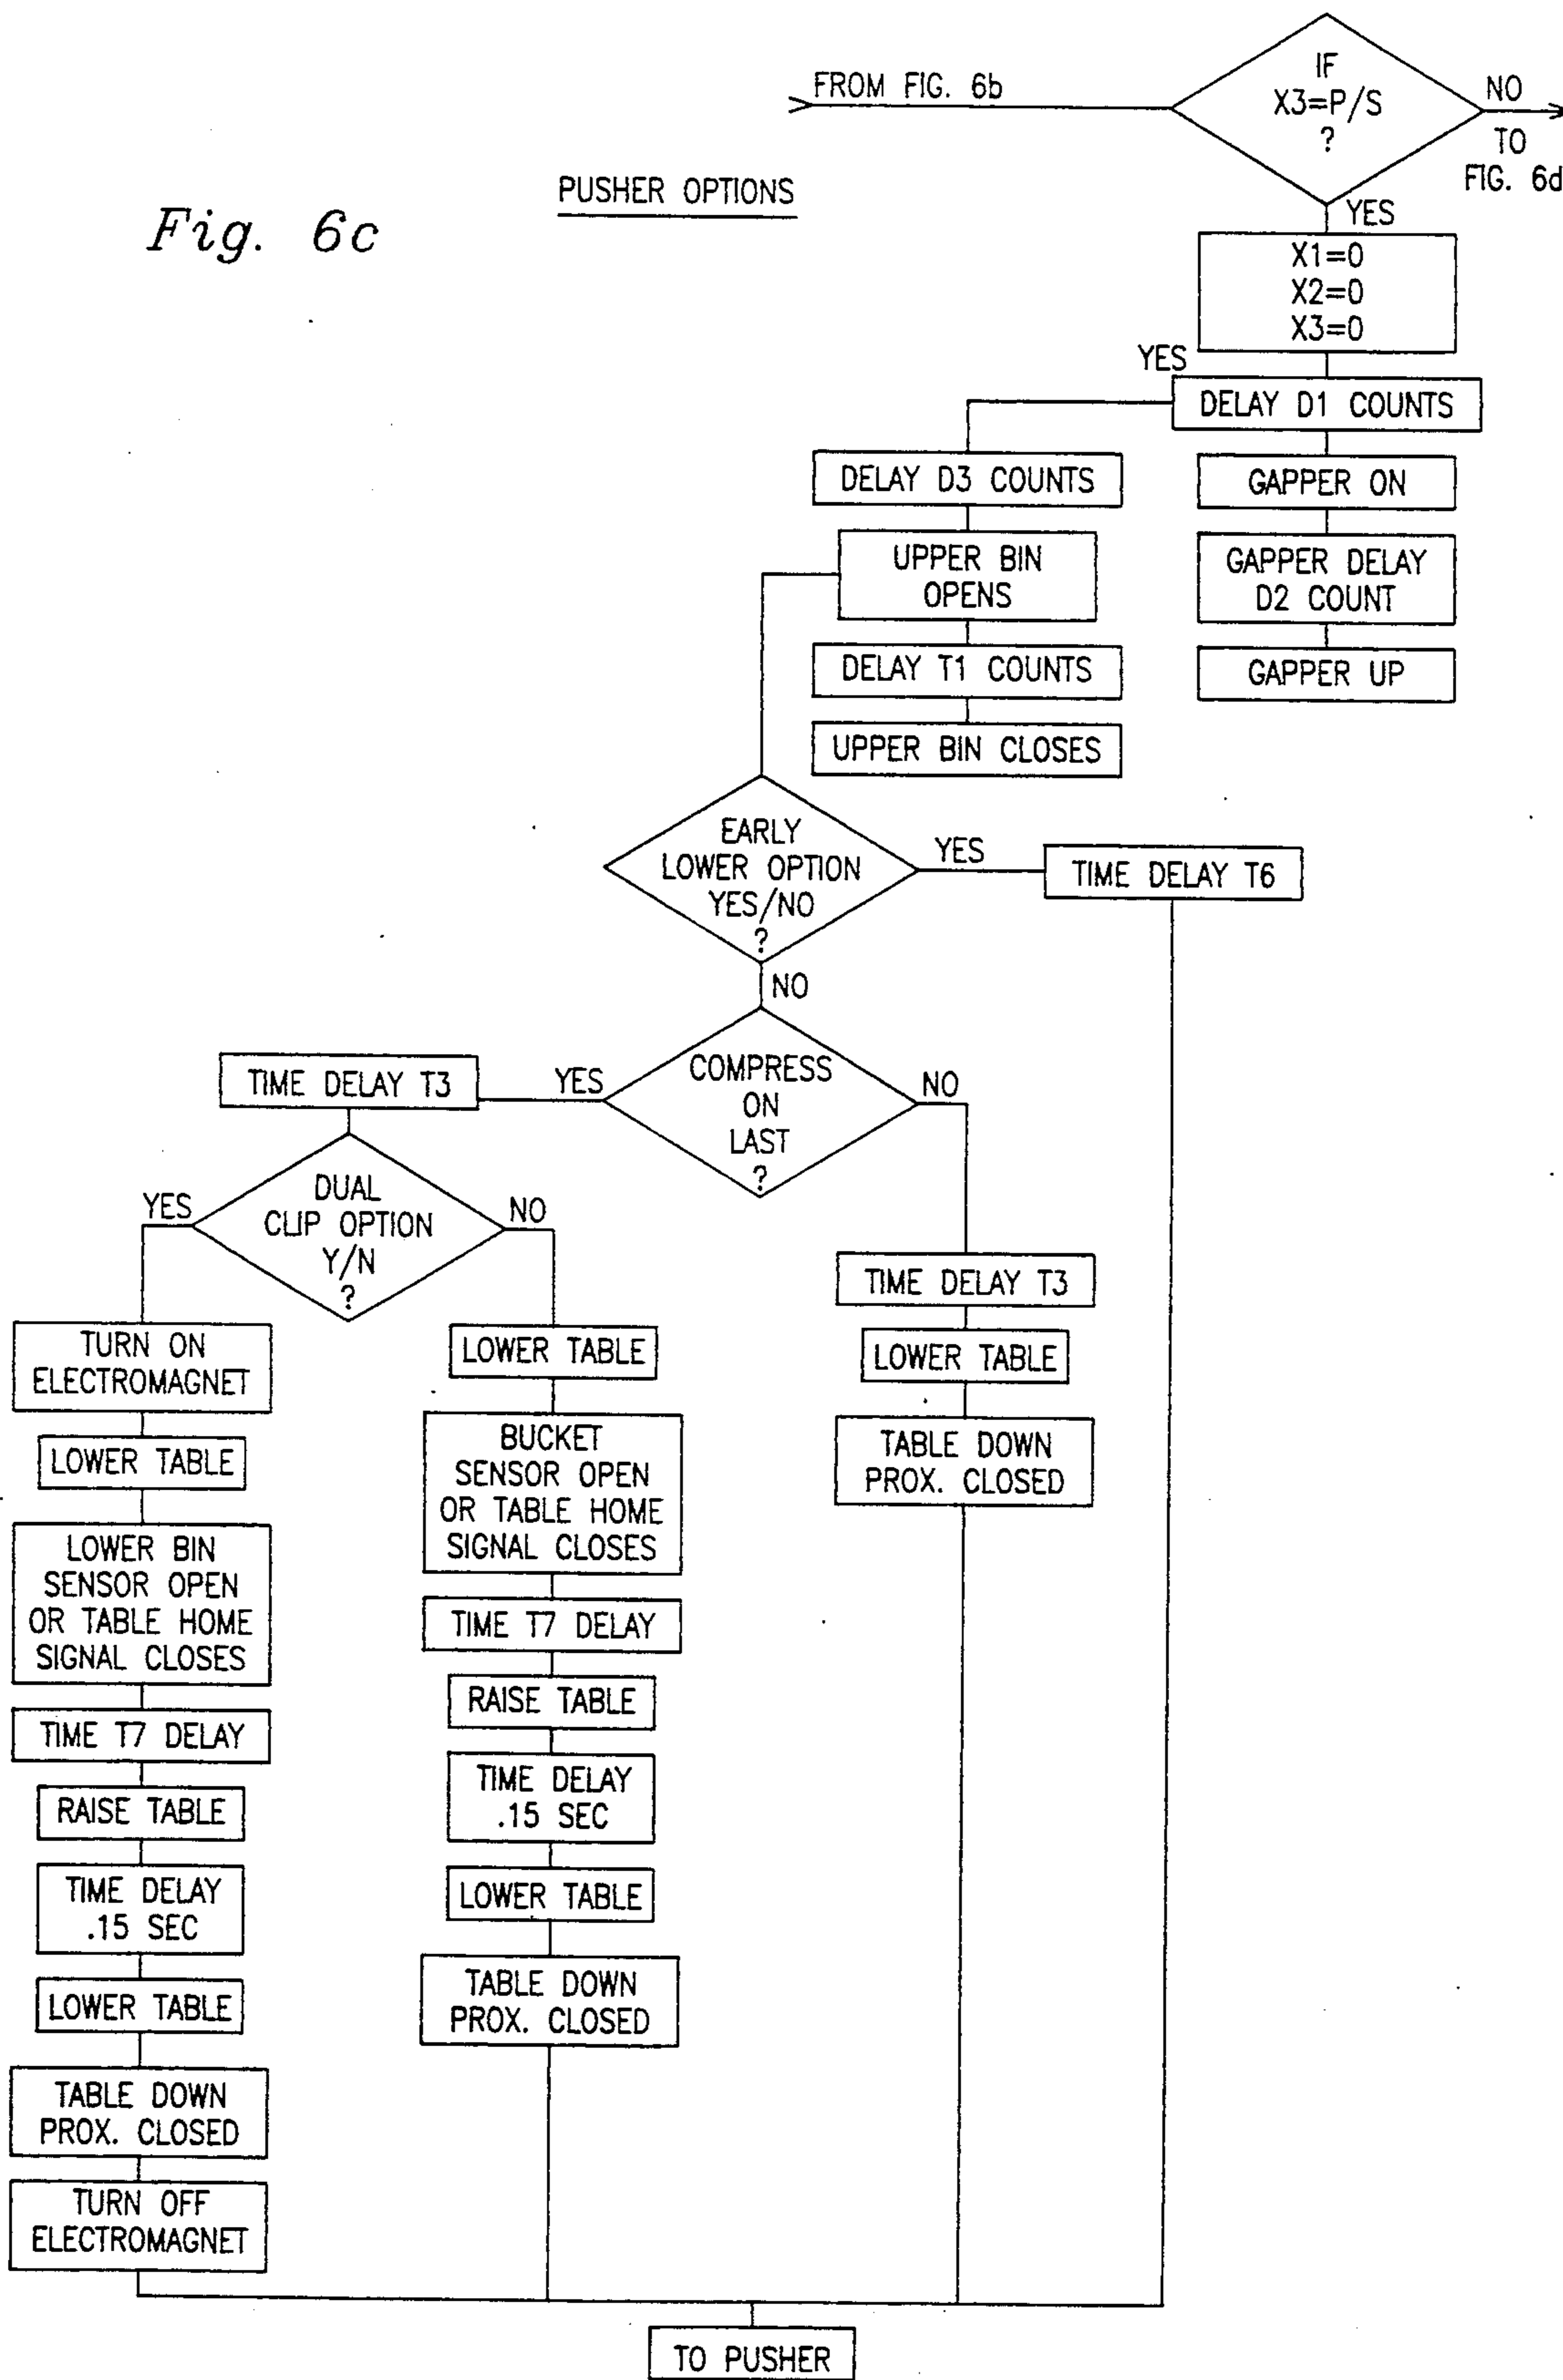 FROM FIG. 6b
IF
X3=P/S
?
NO
TO
FIG. 6d
PUSHER OPTIONS
Fig. 6c
YES
X1=0
X2=0
X3=0
YES
DELAY D1 COUNTS
DELAY D3 COUNTS
GAPPER ON
UPPER BIN
OPENS
GAPPER DELAY
D2 COUNT
DELAY T1 COUNTS
GAPPER UP
UPPER BIN CLOSES
EARLY
LOWER OPTION
YES/NO
?
YES
TIME DELAY T6
NO
COMPRESS
ON
LAST
?
YES
TIME DELAY T3
NO
DUAL
CLIP OPTION
Y/N
?
YES
NO
TIME DELAY T3
LOWER TABLE
TABLE DOWN
PROX. CLOSED
TURN ON
ELECTROMAGNET
LOWER TABLE
LOWER BIN
SENSOR OPEN
OR TABLE HOME
SIGNAL CLOSES
TIME T7 DELAY
RAISE TABLE
TIME DELAY
.15 SEC
LOWER TABLE
TABLE DOWN
PROX. CLOSED
TURN OFF
ELECTROMAGNET
LOWER TABLE
BUCKET
SENSOR OPEN
OR TABLE HOME
SIGNAL CLOSES
TIME T7 DELAY
RAISE TABLE
TIME DELAY
.15 SEC
LOWER TABLE
TABLE DOWN
PROX. CLOSED
TO PUSHER